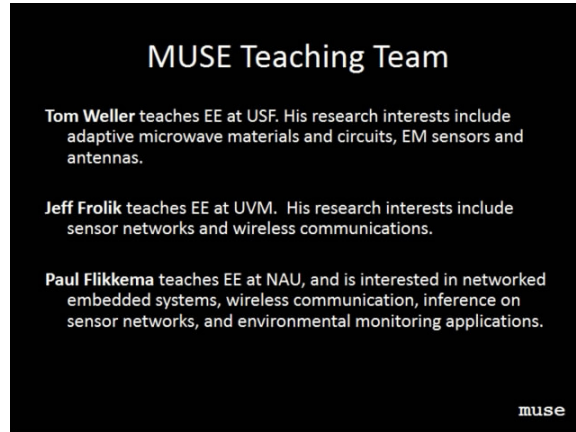 MUSE Teaching Team
Tom Weller teaches EE at USF. His research interests include
adaptive microwave materials and circuits, EM sensors and
antennas.
Jeff Frolik teaches EE at UVM.  His research interests include
sensor networks and wireless communications.
Paul Flikkema teaches EE at NAU, and is interested in networked
embedded systems, wireless communication, inference on
sensor networks, and environmental monitoring applications.
muse